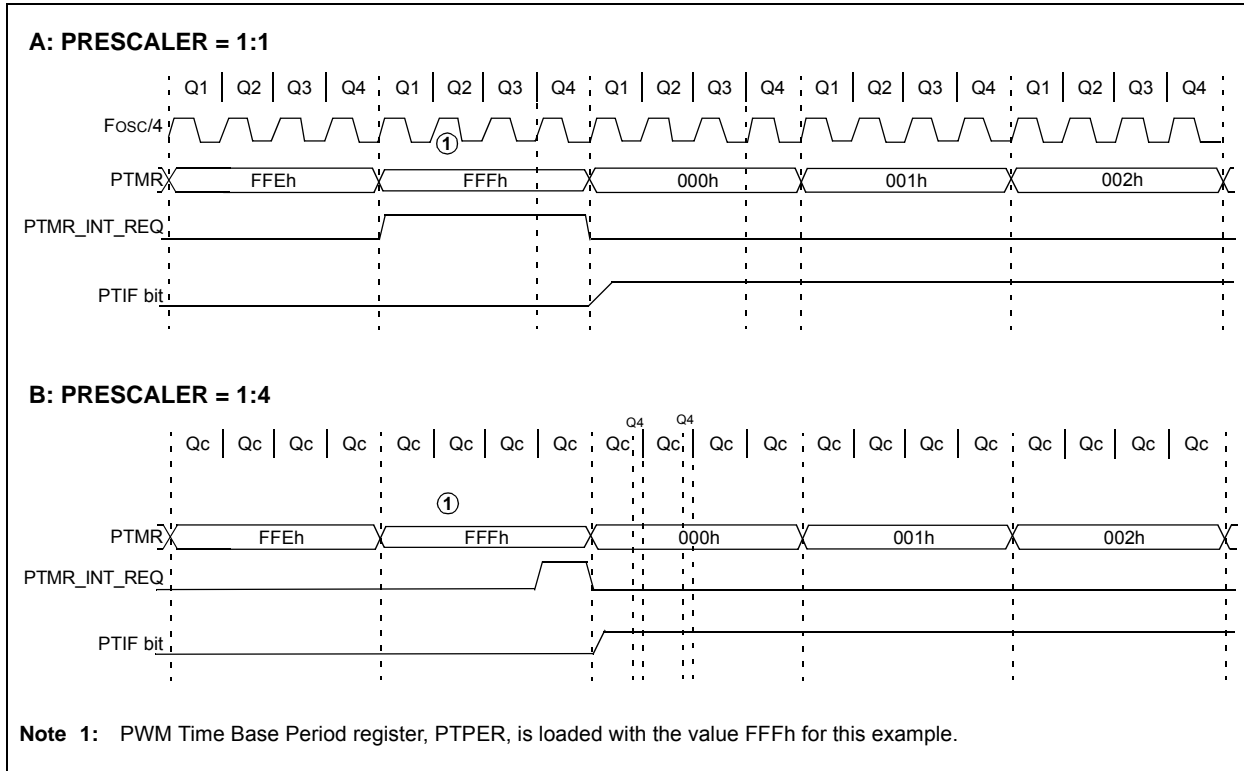 A: PRESCALER = 1:1
Q1 Q2 Q3 Q4 Q1 Q2 Q3 Q4 Q1 Q2 Q3 Q4 Q1 Q2 Q3 Q4 Q1 Q2 Q3 Q4
FOSC/4
1
PTMR FFEh FFFh 000h 001h 002h
PTMR_INT_REQ
PTIF bit
B: PRESCALER = 1:4
Q4 Q4
Qc Qc Qc Qc Qc Qc Qc Qc Qc Qc Qc Qc Qc Qc Qc Qc Qc Qc Qc Qc
1
PTMR FFEh FFFh 000h 001h 002h
PTMR_INT_REQ
PTIF bit
Note 1: PWM Time Base Period register, PTPER, is loaded with the value FFFh for this example.